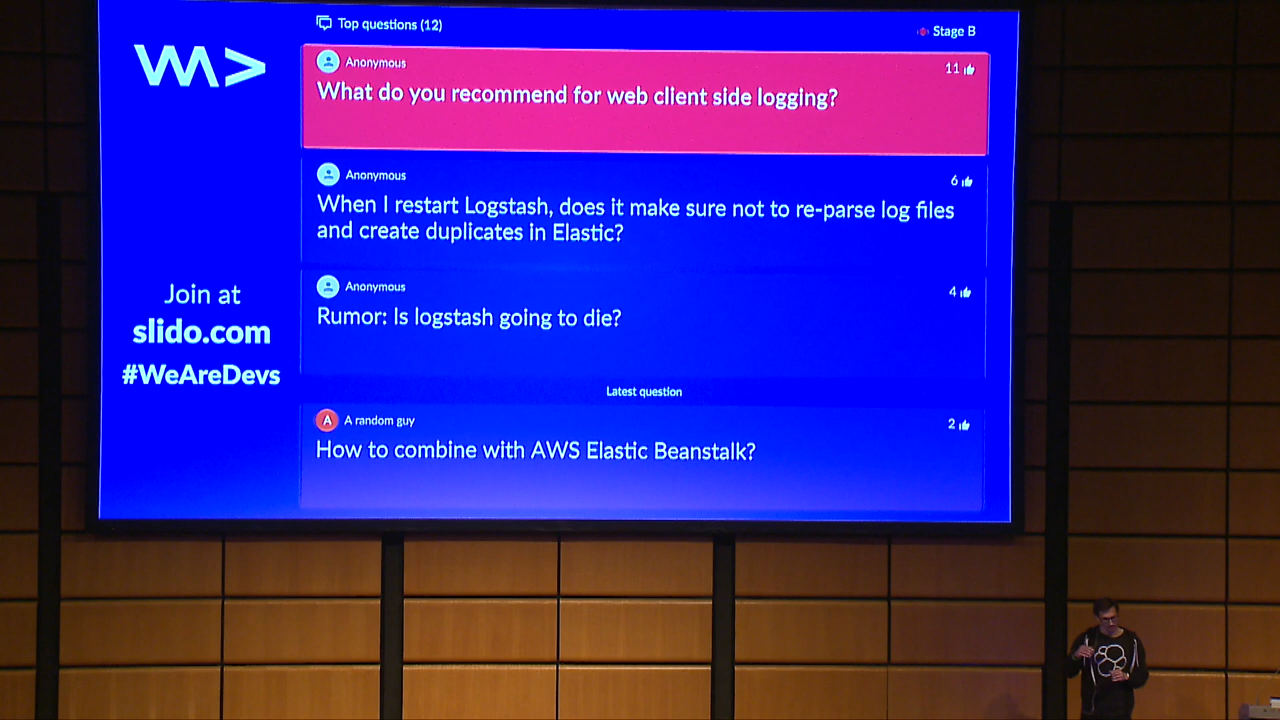 Top questions (12)
Stage B
WA>
Anonymous
11
What do you recommend for web client side logging?
Anonymous
6
When I restart Logstash, does it make sure not to re-parse log files
and create duplicates in Elastic?
Anonymous
4
Rumor: Is logstash going to die?
Join at
slido.com
#WeAreDevs
Latest question
A
A random guy
2
How to combine with AWS Elastic Beanstalk?